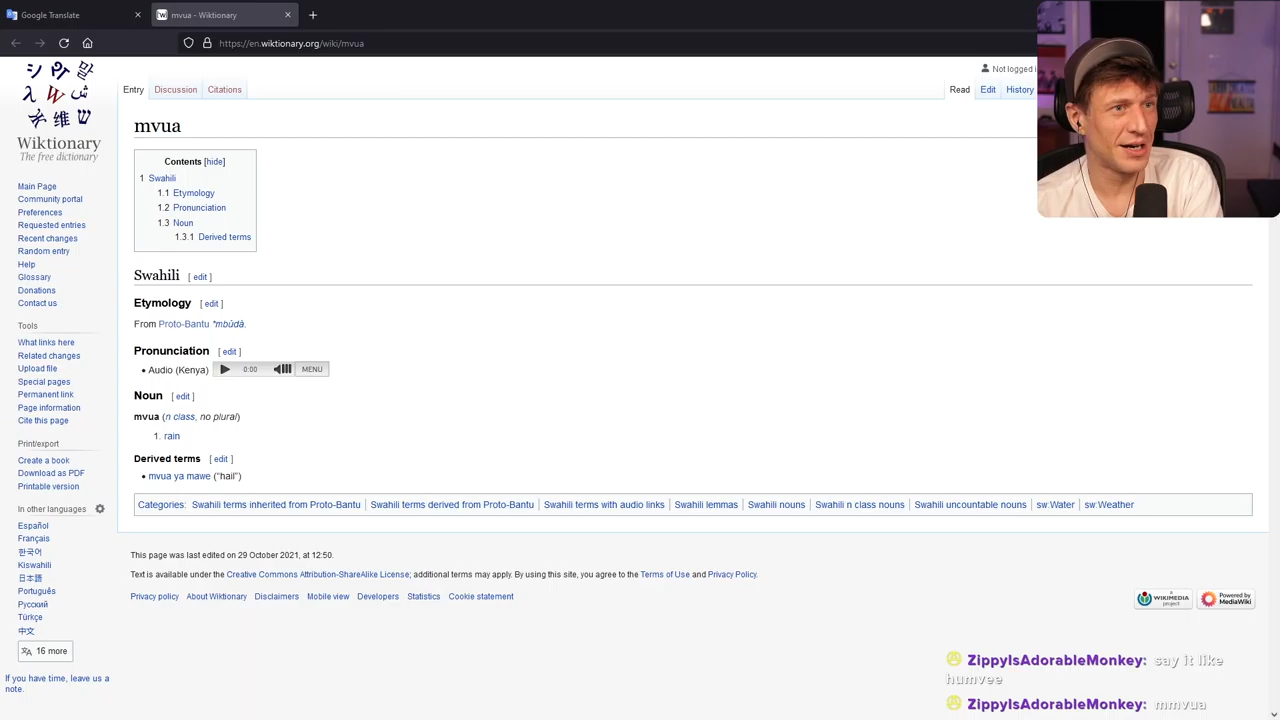 Google Translate
mvua - Wiktionary
https://en.wiktionary.org/wiki/mvua
Wiktionary
The free dictionary
Main Page
Community portal
Preferences
Requested entries
Recent changes
Random entry
Help
Glossary
Donations
Contact us
Tools
What links here
Related changes
Upload file
Special pages
Permanent link
Page information
Cite this page
Print/export
Create a book
Download as PDF
Printable version
In other languages
Español
Français
한국어
Kiswahili
日本語
Português
Русский
Türkçe
中文
16 more
If you have time, leave us a
note.
Not logged i
Entry Discussion Citations Read Edit History
mvua
Contents [hide]
1 Swahili
1.1 Etymology
1.2 Pronunciation
1.3 Noun
1.3.1 Derived terms
Swahili [ edit ]
Etymology [ edit ]
From Proto-Bantu *mbúdà.
Pronunciation [ edit ]
• Audio (Kenya) 0:00 MENU
Noun [ edit ]
mvua (n class, no plural)
1. rain
Derived terms [ edit ]
• mvua ya mawe (“hail”)
Categories: Swahili terms inherited from Proto-Bantu | Swahili terms derived from Proto-Bantu | Swahili terms with audio links | Swahili lemmas | Swahili nouns | Swahili n class nouns | Swahili uncountable nouns | sw:Water | sw:Weather
This page was last edited on 29 October 2021, at 12:50.
Text is available under the Creative Commons Attribution-ShareAlike License; additional terms may apply. By using this site, you agree to the Terms of Use and Privacy Policy.
Privacy policy About Wiktionary Disclaimers Mobile view Developers Statistics Cookie statement
A WIKIMEDIA project
Powered by MediaWiki
ZippyIsAdorableMonkey: say it like
humvee
ZippyIsAdorableMonkey: mmvua